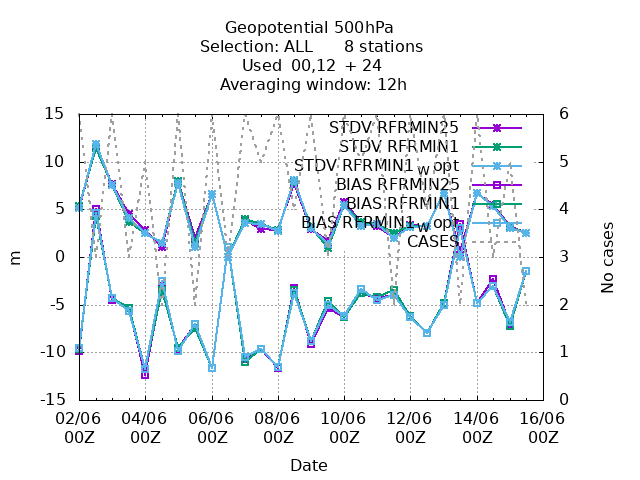 Geopotential 500hPa
Selection: ALL 8 stations
Used 00,12 + 24
Averaging window: 12h
15 6
STDV RFRMIN25
STDV RFRMIN1
10 5
STDV RFRMIN1_w_opt
BIAS RFRMIN25
5 4
BIAS RFRMIN1
BIAS RFRMIN1_w_opt
CASES
0 3
m
No cases
-5 2
-10 1
-15 0
02/06 04/06 06/06 08/06 10/06 12/06 14/06 16/06
00Z 00Z 00Z 00Z 00Z 00Z 00Z 00Z
Date